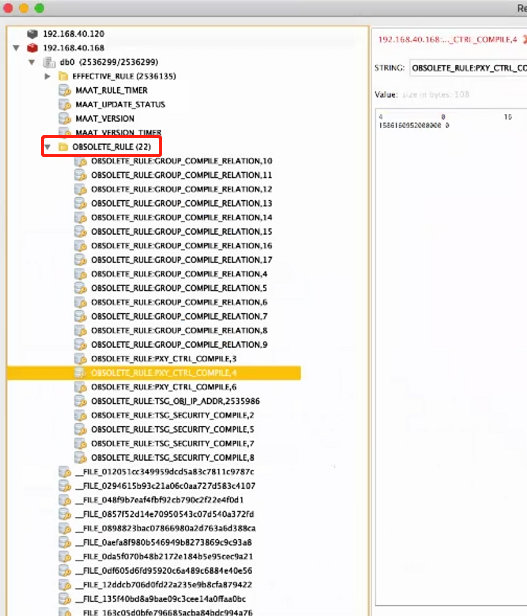 Re
192.168.40.120
192.168.40.168
db0 (2536299/2536299)
EFFECTIVE_RULE (2536135)
MAAT_RULE_TIMER
MAAT_UPDATE_STATUS
MAAT_VERSION
MAAT_VERSION_TIMER
OBSOLETE_RULE (22)
OBSOLETE_RULE:GROUP_COMPILE_RELATION,10
OBSOLETE_RULE:GROUP_COMPILE_RELATION,11
OBSOLETE_RULE:GROUP_COMPILE_RELATION,12
OBSOLETE_RULE:GROUP_COMPILE_RELATION,13
OBSOLETE_RULE:GROUP_COMPILE_RELATION,14
OBSOLETE_RULE:GROUP_COMPILE_RELATION,15
OBSOLETE_RULE:GROUP_COMPILE_RELATION,16
OBSOLETE_RULE:GROUP_COMPILE_RELATION,17
OBSOLETE_RULE:GROUP_COMPILE_RELATION,4
OBSOLETE_RULE:GROUP_COMPILE_RELATION,5
OBSOLETE_RULE:GROUP_COMPILE_RELATION,6
OBSOLETE_RULE:GROUP_COMPILE_RELATION,7
OBSOLETE_RULE:GROUP_COMPILE_RELATION,8
OBSOLETE_RULE:GROUP_COMPILE_RELATION,9
OBSOLETE_RULE:PXY_CTRL_COMPILE,3
OBSOLETE_RULE:PXY_CTRL_COMPILE,4
OBSOLETE_RULE:PXY_CTRL_COMPILE,6
OBSOLETE_RULE:TSG_OBJ_IP_ADDR,2535986
OBSOLETE_RULE:TSG_SECURITY_COMPILE,2
OBSOLETE_RULE:TSG_SECURITY_COMPILE,5
OBSOLETE_RULE:TSG_SECURITY_COMPILE,7
OBSOLETE_RULE:TSG_SECURITY_COMPILE,8
__FILE_012051cc349959dcd5a83c7811c9787c
__FILE_0294615b93c21a06c0aa727d583c4107
__FILE_048f9b7eaf4fbf92cb790c2f22e4f0d1
__FILE_0857f52d14e70950543c07d540a372fd
__FILE_0898823bac07866980a2d763a6d388ca
__FILE_0aefa8f980b546949b8273869c9c93a8
__FILE_0da5f070b48b2172e184b5e95cec9a21
__FILE_0df605d6fd95920c6a489c6884e40e56
__FILE_12ddcb706d0fd22a235e9b8cfa879422
__FILE_135f40bd8a9bae09c3cee14a0ffaa0bc
__FILE_163c05d0bfe796685acba84bdc994a76
192.168.40.168:..._CTRL_COMPILE,4
STRING: OBSOLETE_RULE:PXY_CTRL_CO
Value: size in bytes: 108
4 0 16
1586160952000000 0